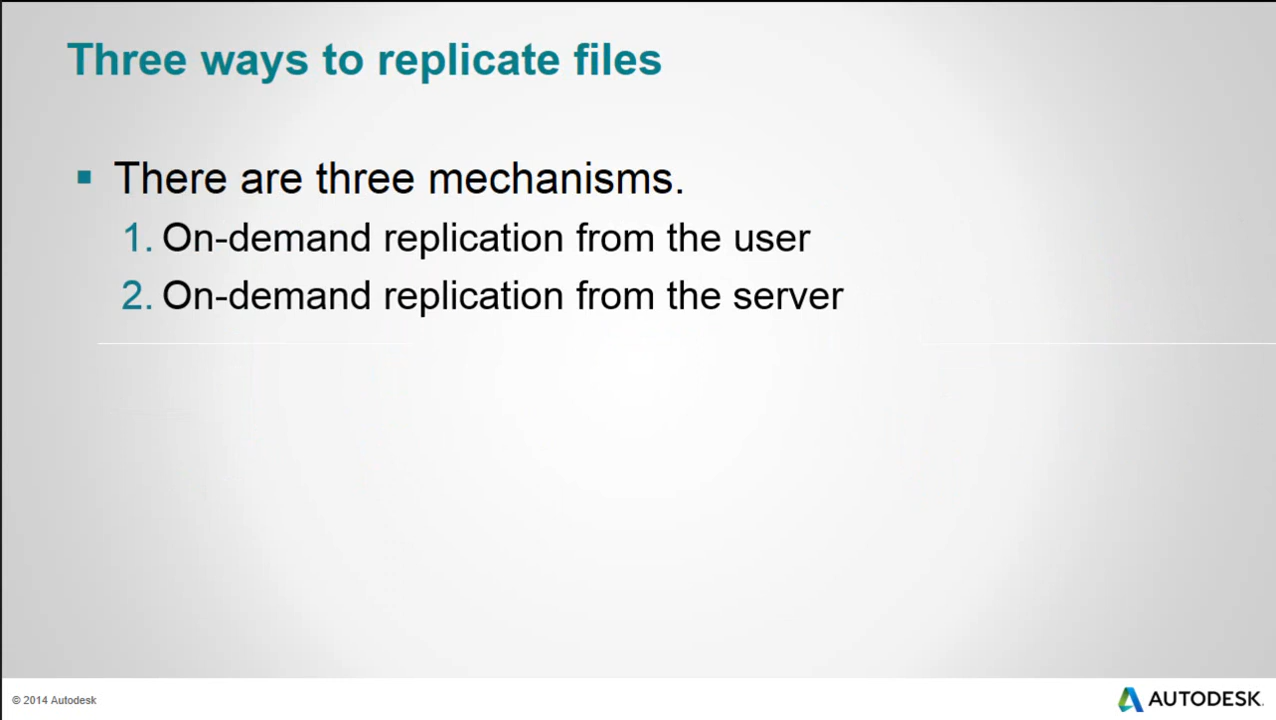 Three ways to replicate files
▪ There are three mechanisms.
1. On-demand replication from the user
2. On-demand replication from the server
© 2014 Autodesk
AUTODESK.